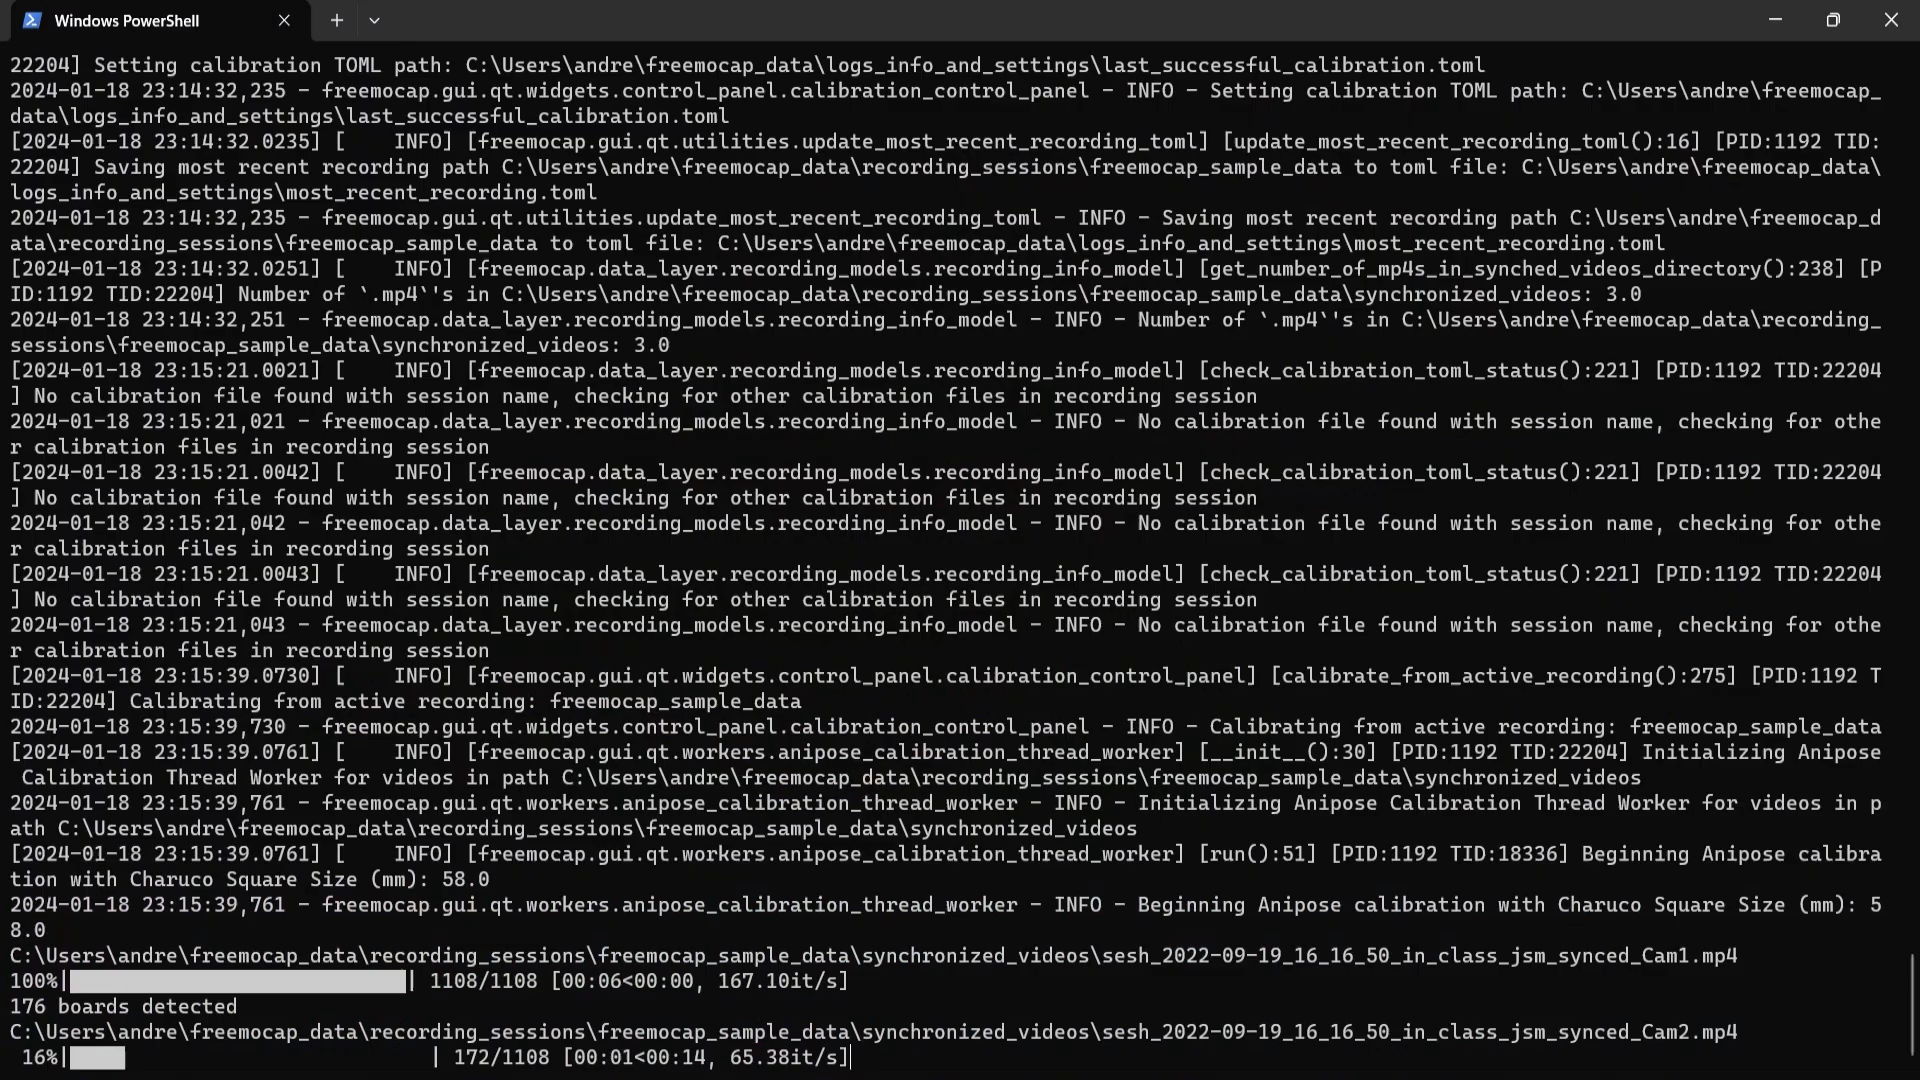 Windows PowerShell
22204] Setting calibration TOML path: C:\Users\andre\freemocap_data\logs_info_and_settings\last_successful_calibration.toml
2024-01-18 23:14:32,235 - freemocap.gui.qt.widgets.control_panel.calibration_control_panel - INFO - Setting calibration TOML path: C:\Users\andre\freemocap_
data\logs_info_and_settings\last_successful_calibration.toml
[2024-01-18 23:14:32.0235] [    INFO] [freemocap.gui.qt.utilities.update_most_recent_recording_toml] [update_most_recent_recording_toml():16] [PID:1192 TID:
22204] Saving most recent recording path C:\Users\andre\freemocap_data\recording_sessions\freemocap_sample_data to toml file: C:\Users\andre\freemocap_data\
logs_info_and_settings\most_recent_recording.toml
2024-01-18 23:14:32,235 - freemocap.gui.qt.utilities.update_most_recent_recording_toml - INFO - Saving most recent recording path C:\Users\andre\freemocap_d
ata\recording_sessions\freemocap_sample_data to toml file: C:\Users\andre\freemocap_data\logs_info_and_settings\most_recent_recording.toml
[2024-01-18 23:14:32.0251] [    INFO] [freemocap.data_layer.recording_models.recording_info_model] [get_number_of_mp4s_in_synched_videos_directory():238] [P
ID:1192 TID:22204] Number of `.mp4`'s in C:\Users\andre\freemocap_data\recording_sessions\freemocap_sample_data\synchronized_videos: 3.0
2024-01-18 23:14:32,251 - freemocap.data_layer.recording_models.recording_info_model - INFO - Number of `.mp4`'s in C:\Users\andre\freemocap_data\recording_
sessions\freemocap_sample_data\synchronized_videos: 3.0
[2024-01-18 23:15:21.0021] [    INFO] [freemocap.data_layer.recording_models.recording_info_model] [check_calibration_toml_status():221] [PID:1192 TID:22204
] No calibration file found with session name, checking for other calibration files in recording session
2024-01-18 23:15:21,021 - freemocap.data_layer.recording_models.recording_info_model - INFO - No calibration file found with session name, checking for othe
r calibration files in recording session
[2024-01-18 23:15:21.0042] [    INFO] [freemocap.data_layer.recording_models.recording_info_model] [check_calibration_toml_status():221] [PID:1192 TID:22204
] No calibration file found with session name, checking for other calibration files in recording session
2024-01-18 23:15:21,042 - freemocap.data_layer.recording_models.recording_info_model - INFO - No calibration file found with session name, checking for othe
r calibration files in recording session
[2024-01-18 23:15:21.0043] [    INFO] [freemocap.data_layer.recording_models.recording_info_model] [check_calibration_toml_status():221] [PID:1192 TID:22204
] No calibration file found with session name, checking for other calibration files in recording session
2024-01-18 23:15:21,043 - freemocap.data_layer.recording_models.recording_info_model - INFO - No calibration file found with session name, checking for othe
r calibration files in recording session
[2024-01-18 23:15:39.0730] [    INFO] [freemocap.gui.qt.widgets.control_panel.calibration_control_panel] [calibrate_from_active_recording():275] [PID:1192 T
ID:22204] Calibrating from active recording: freemocap_sample_data
2024-01-18 23:15:39,730 - freemocap.gui.qt.widgets.control_panel.calibration_control_panel - INFO - Calibrating from active recording: freemocap_sample_data
[2024-01-18 23:15:39.0761] [    INFO] [freemocap.gui.qt.workers.anipose_calibration_thread_worker] [__init__():30] [PID:1192 TID:22204] Initializing Anipose
 Calibration Thread Worker for videos in path C:\Users\andre\freemocap_data\recording_sessions\freemocap_sample_data\synchronized_videos
2024-01-18 23:15:39,761 - freemocap.gui.qt.workers.anipose_calibration_thread_worker - INFO - Initializing Anipose Calibration Thread Worker for videos in p
ath C:\Users\andre\freemocap_data\recording_sessions\freemocap_sample_data\synchronized_videos
[2024-01-18 23:15:39.0761] [    INFO] [freemocap.gui.qt.workers.anipose_calibration_thread_worker] [run():51] [PID:1192 TID:18336] Beginning Anipose calibra
tion with Charuco Square Size (mm): 58.0
2024-01-18 23:15:39,761 - freemocap.gui.qt.workers.anipose_calibration_thread_worker - INFO - Beginning Anipose calibration with Charuco Square Size (mm): 5
8.0
C:\Users\andre\freemocap_data\recording_sessions\freemocap_sample_data\synchronized_videos\sesh_2022-09-19_16_16_50_in_class_jsm_synced_Cam1.mp4
100%| | 1108/1108 [00:06<00:00, 167.10it/s]
176 boards detected
C:\Users\andre\freemocap_data\recording_sessions\freemocap_sample_data\synchronized_videos\sesh_2022-09-19_16_16_50_in_class_jsm_synced_Cam2.mp4
 16%| | 172/1108 [00:01<00:14, 65.38it/s]